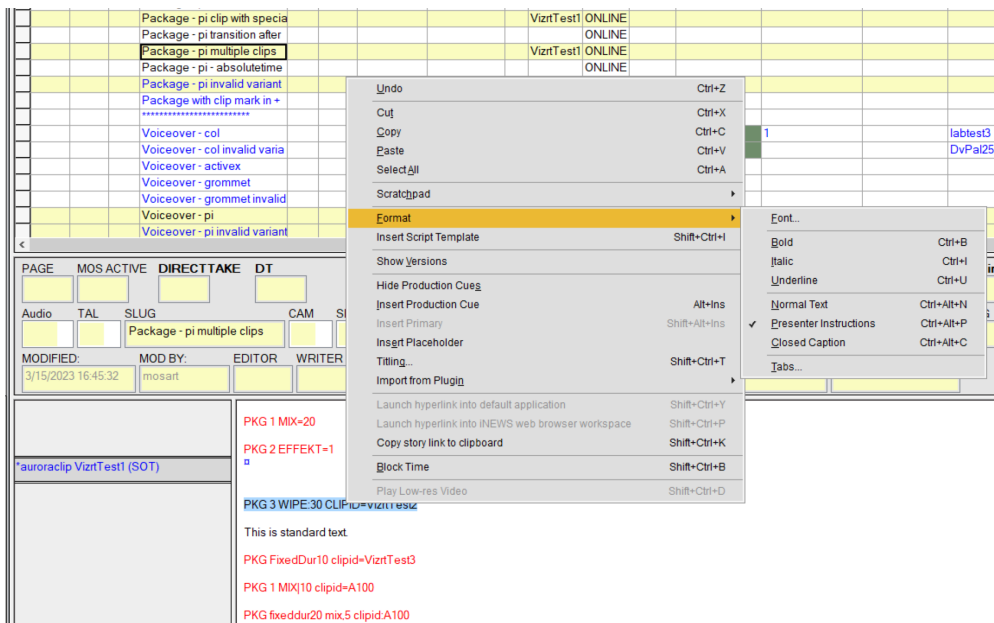 Package - pi clip with specia VizrtTest1 ONLINE
Package - pi transition after ONLINE
Package - pi multiple clips VizrtTest1 ONLINE
Package - pi - absolutetime ONLINE
Package - pi invalid variant
Package with clip mark in +
*************************
Voiceover - col 1 labtest3
Voiceover - col invalid varia DvPal25
Voiceover - activex
Voiceover - grommet
Voiceover - grommet invalid
Voiceover - pi
Voiceover - pi invalid variant
Undo Ctrl+Z
Cut Ctrl+X
Copy Ctrl+C
Paste Ctrl+V
Select All Ctrl+A
Scratchpad
Format
Insert Script Template Shift+Ctrl+I
Show Versions
Hide Production Cues
Insert Production Cue Alt+Ins
Insert Primary Shift+Alt+Ins
Insert Placeholder
Titling... Shift+Ctrl+T
Import from Plugin
Launch hyperlink into default application Shift+Ctrl+Y
Launch hyperlink into iNEWS web browser workspace Shift+Ctrl+P
Copy story link to clipboard Shift+Ctrl+K
Block Time Shift+Ctrl+B
Play Low-res Video Shift+Ctrl+D
Font...
Bold Ctrl+B
Italic Ctrl+I
Underline Ctrl+U
Normal Text Ctrl+Alt+N
✓ Presenter Instructions Ctrl+Alt+P
Closed Caption Ctrl+Alt+C
Tabs...
PAGE MOS ACTIVE DIRECTTAKE DT
Audio TAL SLUG CAM
Package - pi multiple clips
MODIFIED: MOD BY: EDITOR WRITER
3/15/2023 16:45:32 mosart
*auroraclip VizrtTest1 (SOT)
PKG 1 MIX=20
PKG 2 EFFEKT=1
PKG 3 WIPE:30 CLIPID=VizrtTest2
This is standard text.
PKG FixedDur10 clipid=VizrtTest3
PKG 1 MIX|10 clipid=A100
PKG fixeddur20 mix,5 clipid:A100